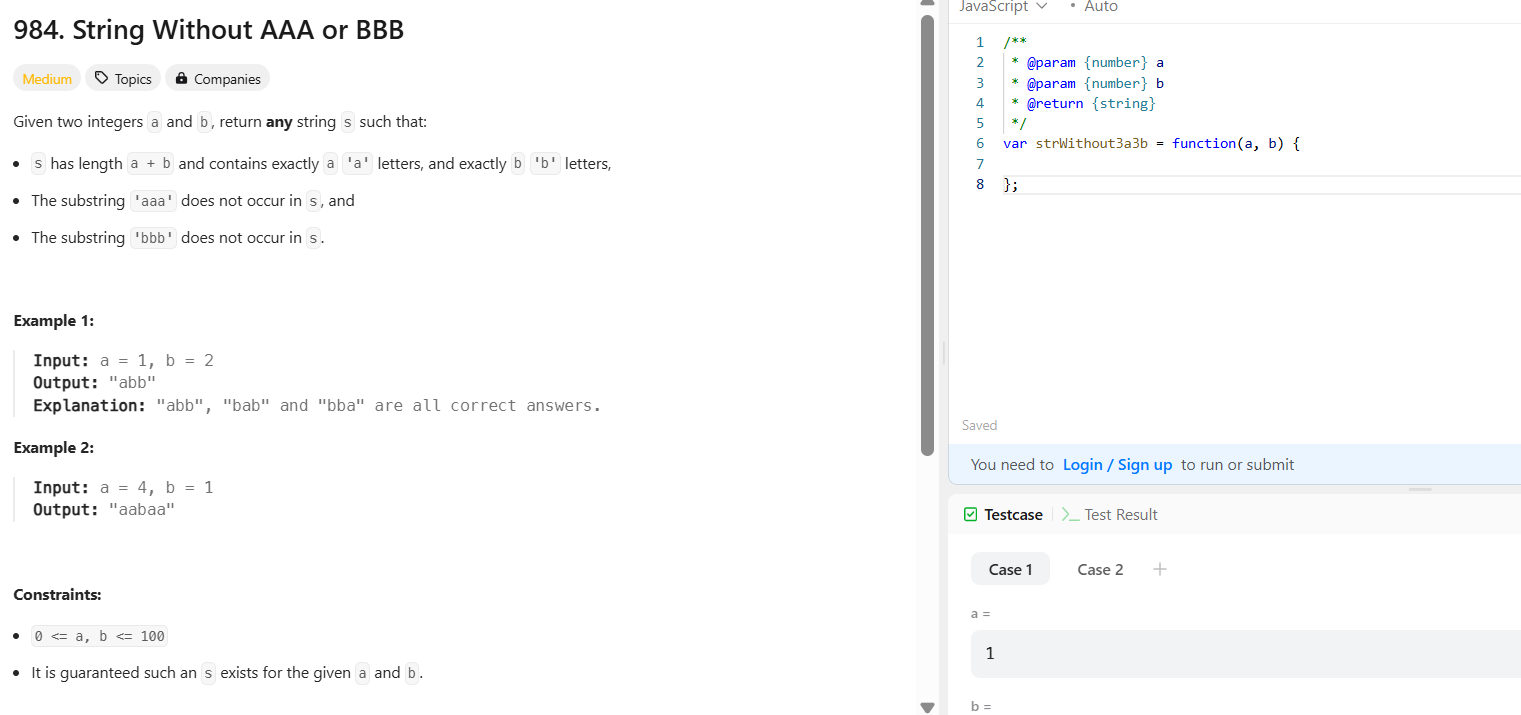 984. String Without AAA or BBB
Medium Topics Companies
Given two integers a and b, return any string s such that:
• s has length a + b and contains exactly a 'a' letters, and exactly b 'b' letters,
• The substring 'aaa' does not occur in s, and
• The substring 'bbb' does not occur in s.
Example 1:
Input: a = 1, b = 2
Output: "abb"
Explanation: "abb", "bab" and "bba" are all correct answers.
Example 2:
Input: a = 4, b = 1
Output: "aabaa"
Constraints:
• 0 <= a, b <= 100
• It is guaranteed such an s exists for the given a and b.
JavaScript • Auto
1 /**
2 * @param {number} a
3 * @param {number} b
4 * @return {string}
5 */
6 var strWithout3a3b = function(a, b) {
7
8 };
Saved
You need to Login / Sign up to run or submit
Testcase Test Result
Case 1 Case 2 +
a =
1
b =